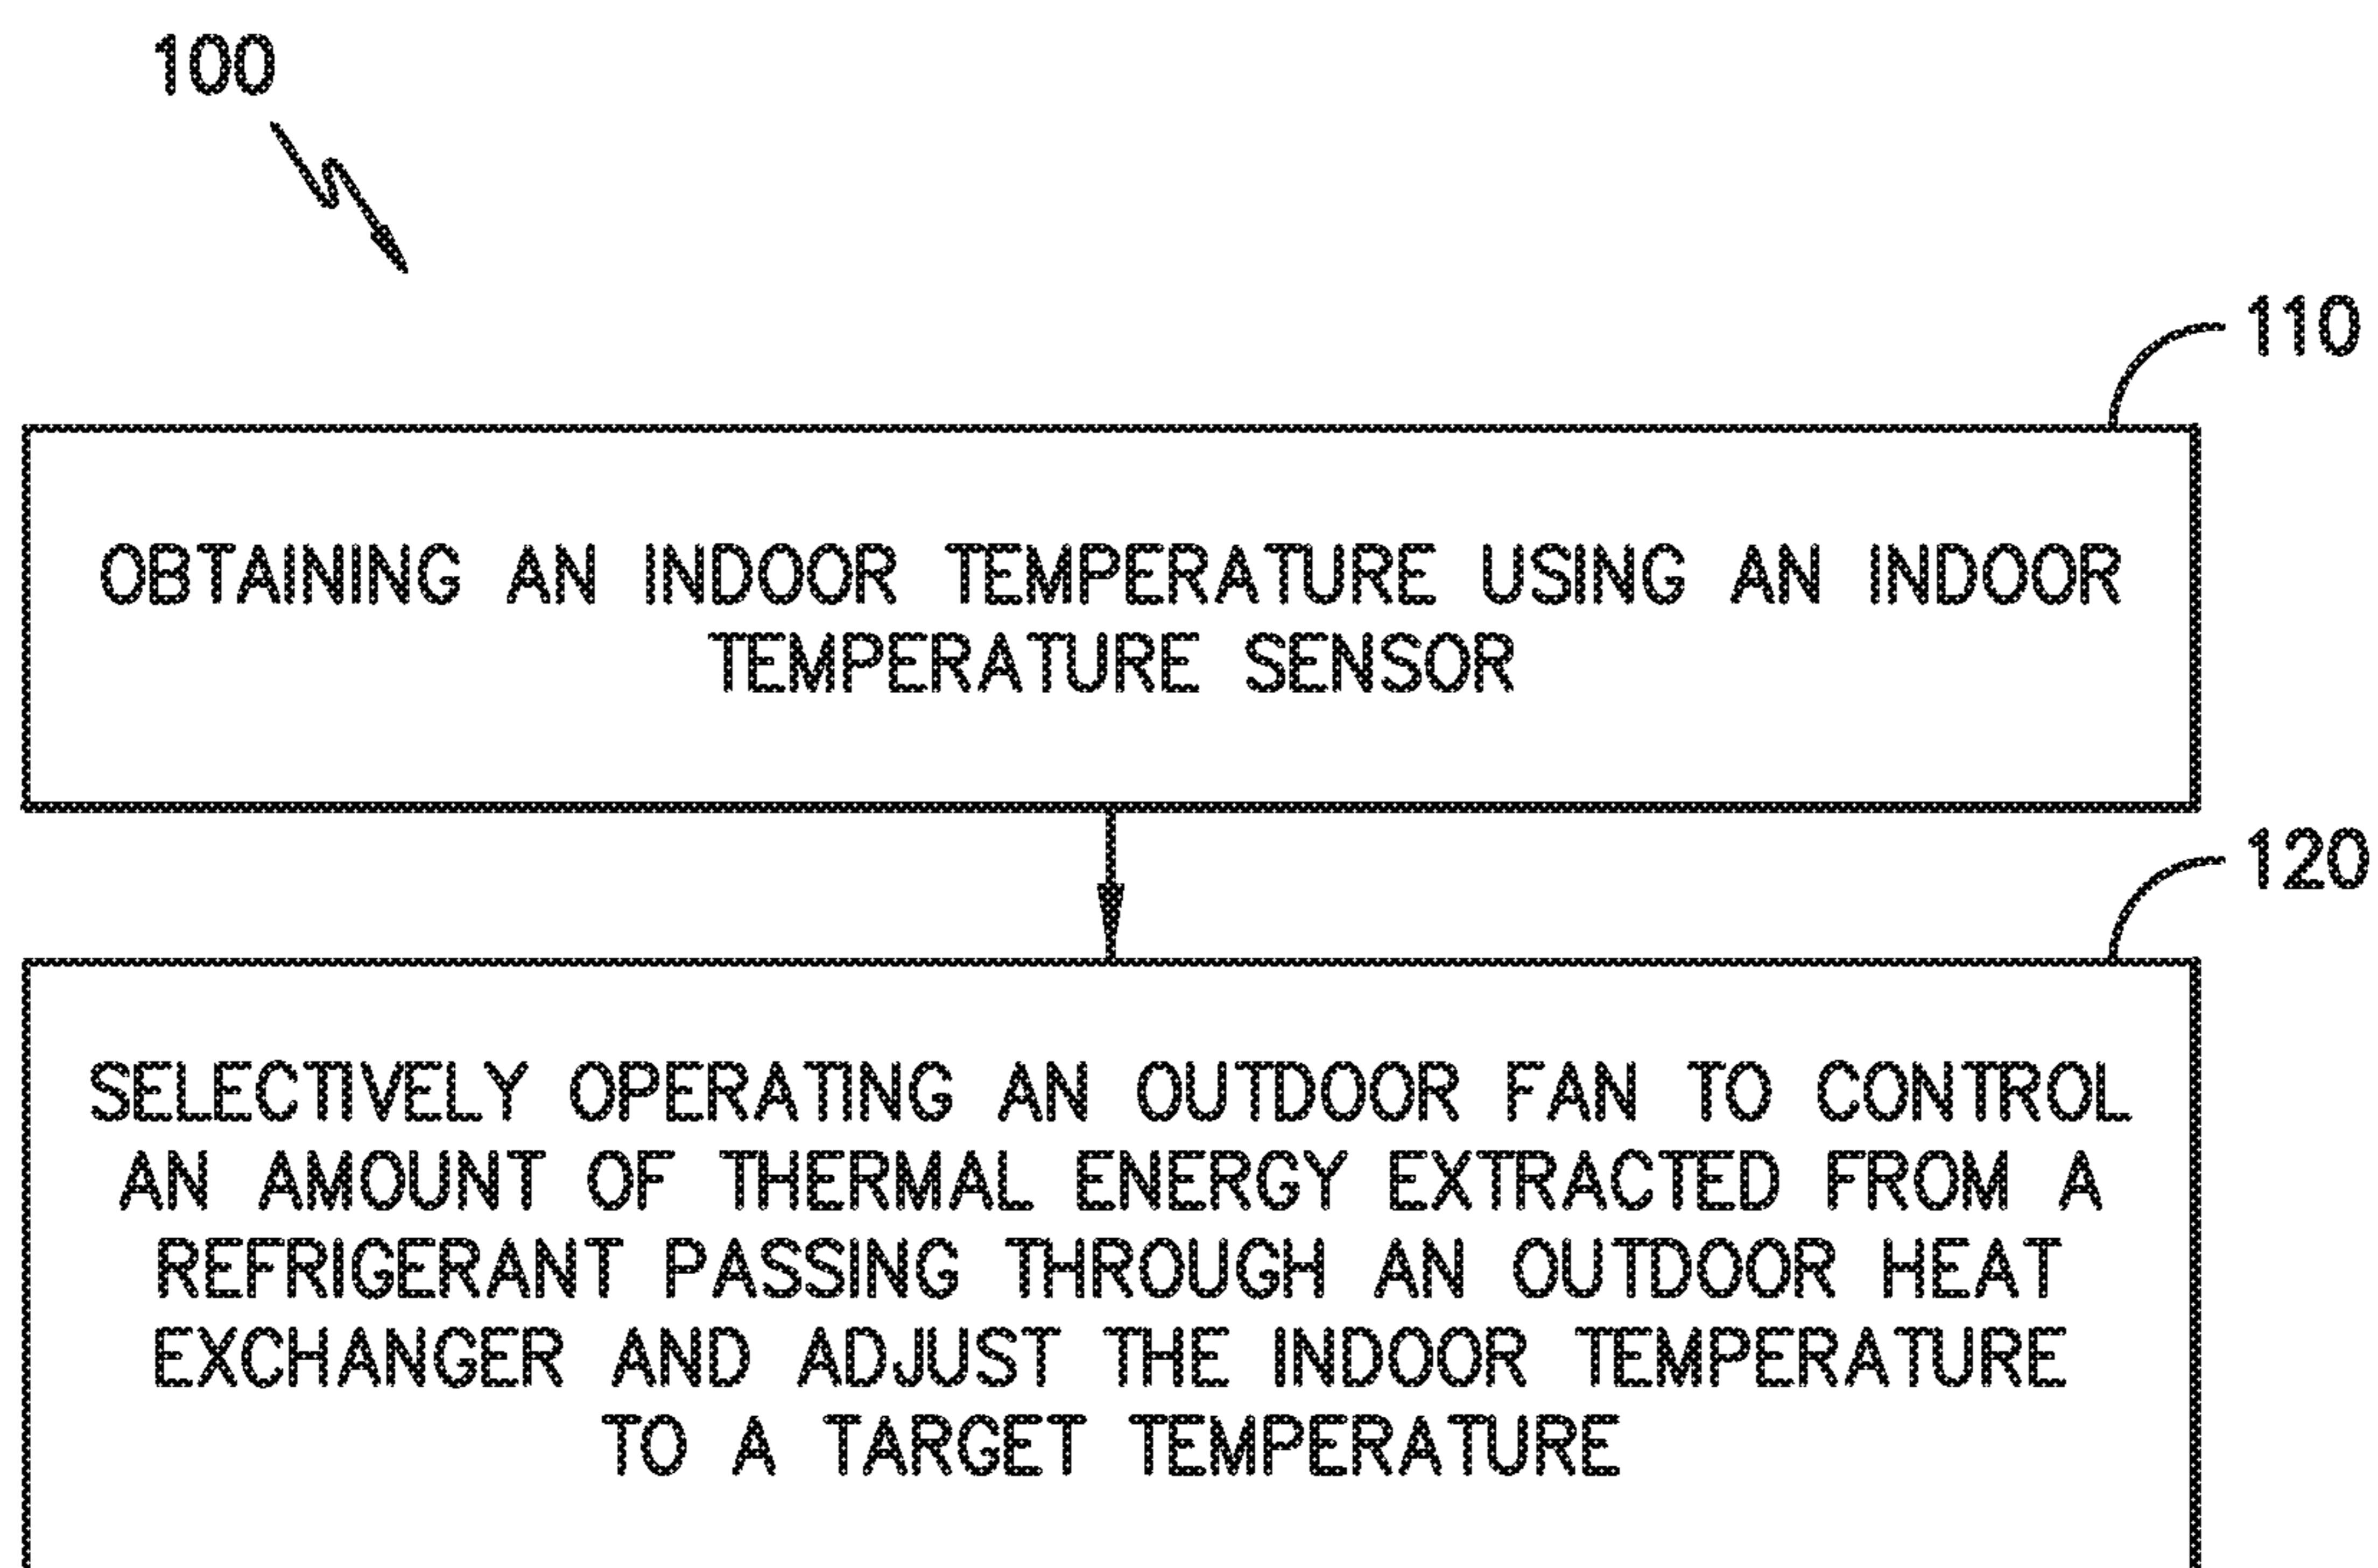 100
110
OBTAINING AN INDOOR TEMPERATURE USING AN INDOOR
TEMPERATURE SENSOR
120
SELECTIVELY OPERATING AN OUTDOOR FAN TO CONTROL
AN AMOUNT OF THERMAL ENERGY EXTRACTED FROM A
REFRIGERANT PASSING THROUGH AN OUTDOOR HEAT
EXCHANGER AND ADJUST THE INDOOR TEMPERATURE
TO A TARGET TEMPERATURE